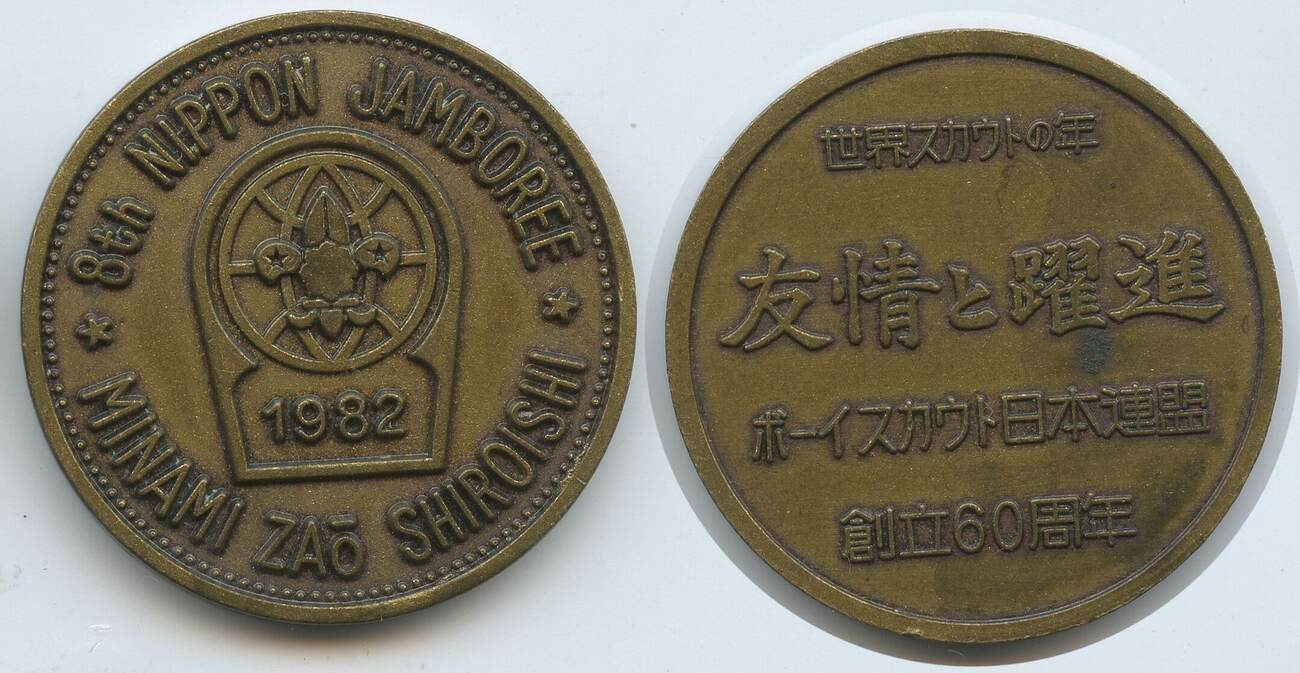 8th NIPPON JAMBOREE
1982
MINAMI ZAō SHIROISHI
世界スカウトの年
友情と躍進
ボーイスカウト日本連盟
創立60周年